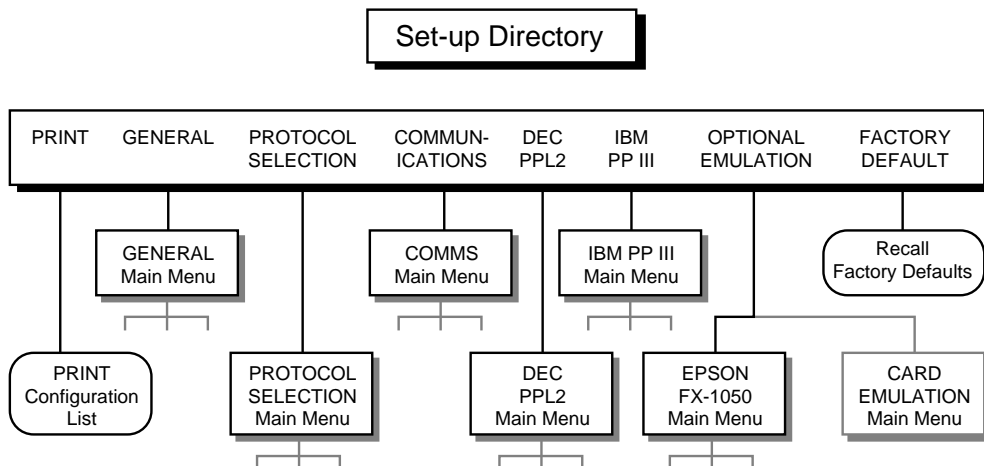 Set-up Directory
PRINT GENERAL PROTOCOL COMMUN- DEC IBM OPTIONAL FACTORY
SELECTION ICATIONS PPL2 PP III EMULATION DEFAULT
GENERAL
Main Menu
COMMS
Main Menu
IBM PP III
Main Menu
Recall
Factory Defaults
PRINT
Configuration
List
PROTOCOL
SELECTION
Main Menu
DEC
PPL2
Main Menu
EPSON
FX-1050
Main Menu
CARD
EMULATION
Main Menu